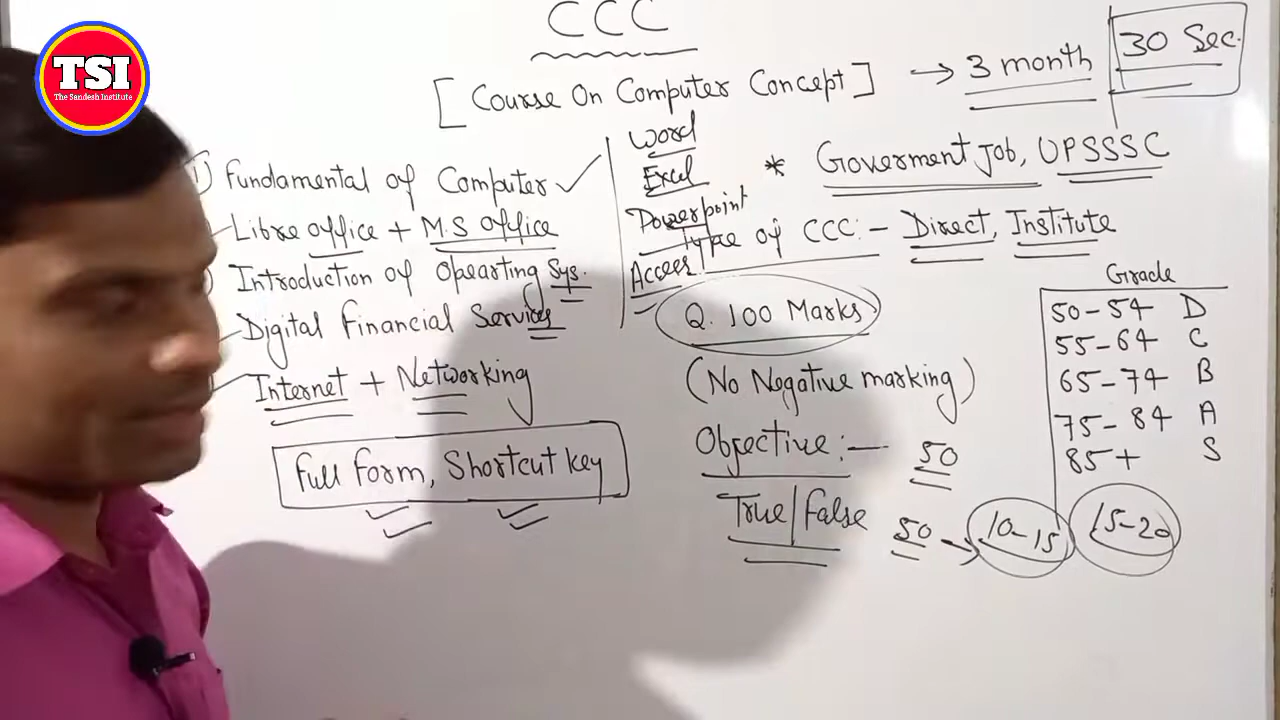 TSI
The Sandesh Institute
CCC
[Course On Computer Concept] → 3 month
30 Sec.
1) Fundamental of Computer ✓
Libre office + M.S office
Introduction of Opearting Sys.
Digital Financial Services
Internet + Networking
Full Form, Shortcut key
Word
Excel
Powerpoint
Access
* Goverment Job, UPSSSC
Type of CCC:- Direct, Institute
Q. 100 Marks
(No Negative marking)
Objective:— 50
True/False 50 → 10-15 15-20
Grade
50-54 D
55-64 C
65-74 B
75-84 A
85+ S